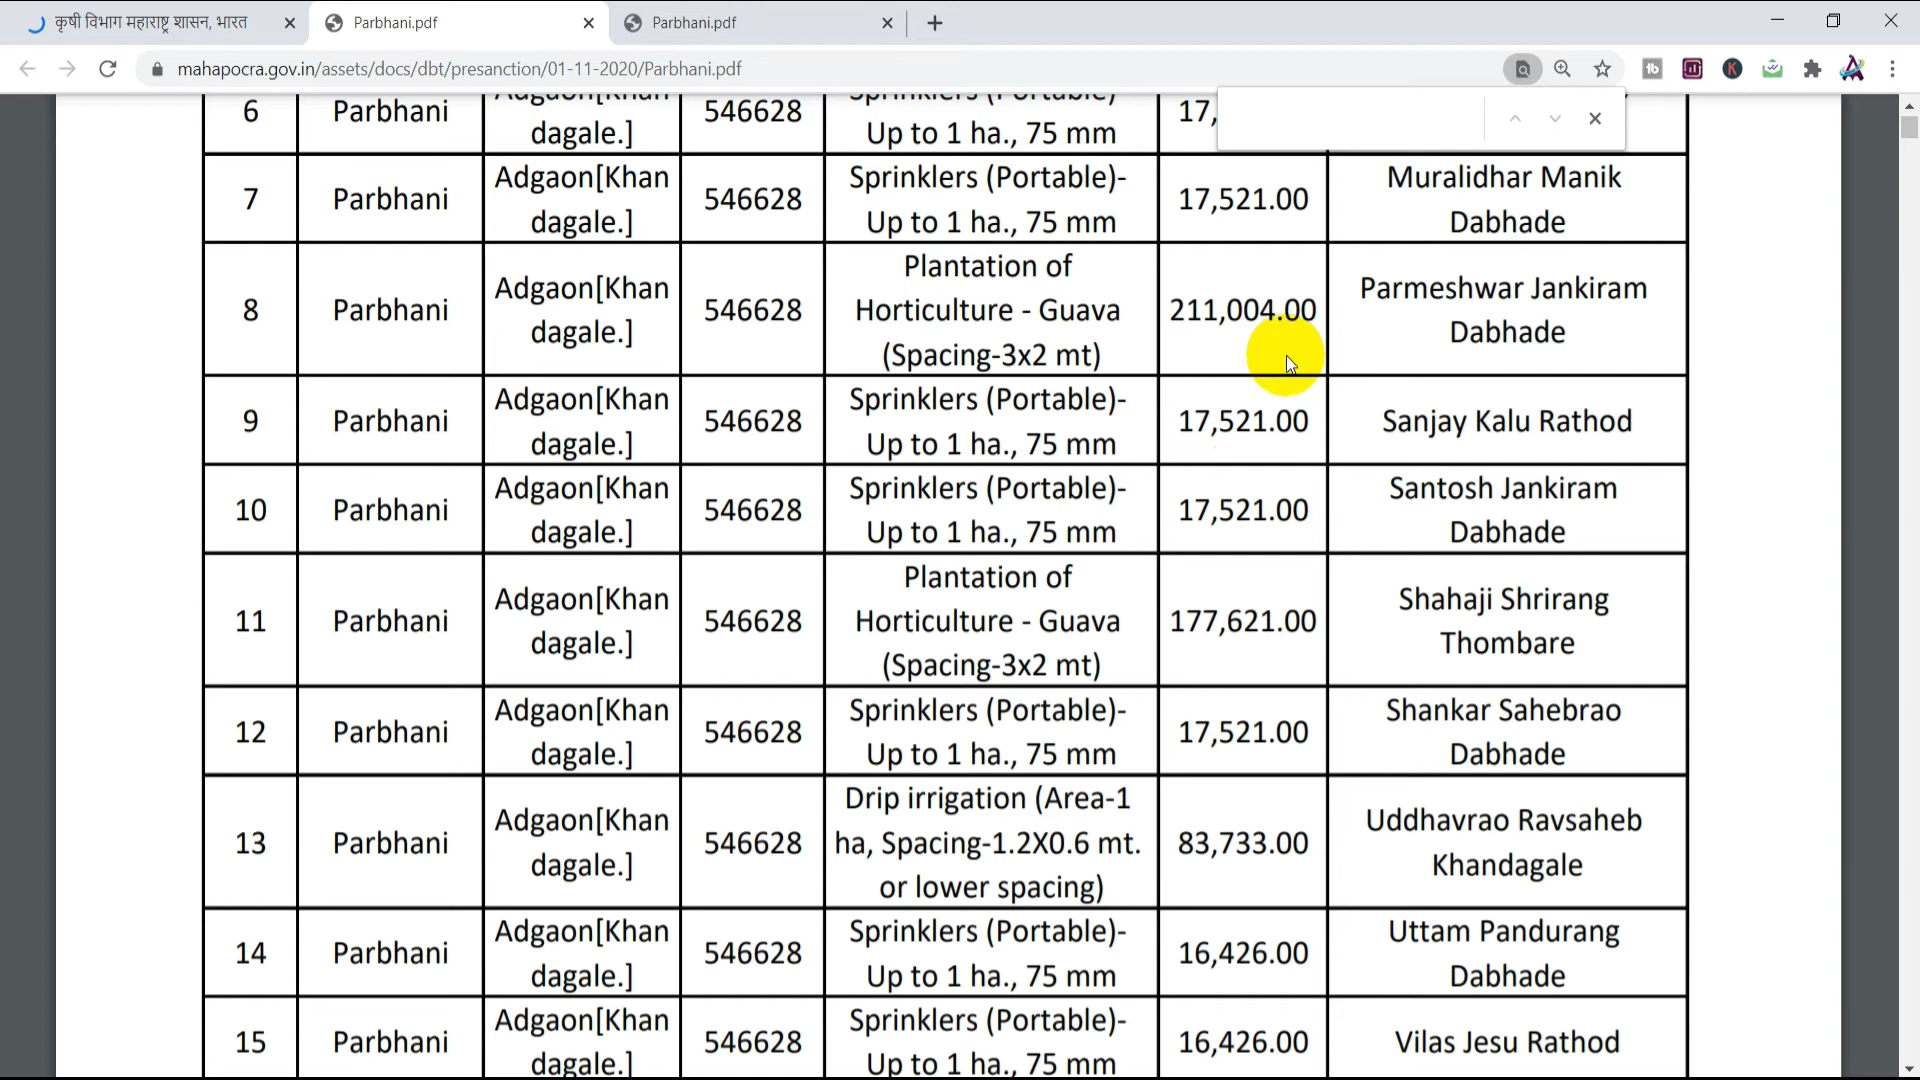 कृषी विभाग महाराष्ट्र शासन, भारत
Parbhani.pdf
Parbhani.pdf
mahapocra.gov.in/assets/docs/dbt/presanction/01-11-2020/Parbhani.pdf
6 Parbhani Adgaon[Khan dagale.] 546628 Sprinklers (Portable)- Up to 1 ha., 75 mm 17,
7 Parbhani Adgaon[Khan dagale.] 546628 Sprinklers (Portable)- Up to 1 ha., 75 mm 17,521.00 Muralidhar Manik Dabhade
8 Parbhani Adgaon[Khan dagale.] 546628 Plantation of Horticulture - Guava (Spacing-3x2 mt) 211,004.00 Parmeshwar Jankiram Dabhade
9 Parbhani Adgaon[Khan dagale.] 546628 Sprinklers (Portable)- Up to 1 ha., 75 mm 17,521.00 Sanjay Kalu Rathod
10 Parbhani Adgaon[Khan dagale.] 546628 Sprinklers (Portable)- Up to 1 ha., 75 mm 17,521.00 Santosh Jankiram Dabhade
11 Parbhani Adgaon[Khan dagale.] 546628 Plantation of Horticulture - Guava (Spacing-3x2 mt) 177,621.00 Shahaji Shrirang Thombare
12 Parbhani Adgaon[Khan dagale.] 546628 Sprinklers (Portable)- Up to 1 ha., 75 mm 17,521.00 Shankar Sahebrao Dabhade
13 Parbhani Adgaon[Khan dagale.] 546628 Drip irrigation (Area-1 ha, Spacing-1.2X0.6 mt. or lower spacing) 83,733.00 Uddhavrao Ravsaheb Khandagale
14 Parbhani Adgaon[Khan dagale.] 546628 Sprinklers (Portable)- Up to 1 ha., 75 mm 16,426.00 Uttam Pandurang Dabhade
15 Parbhani Adgaon[Khan dagale.] 546628 Sprinklers (Portable)- Up to 1 ha., 75 mm 16,426.00 Vilas Jesu Rathod